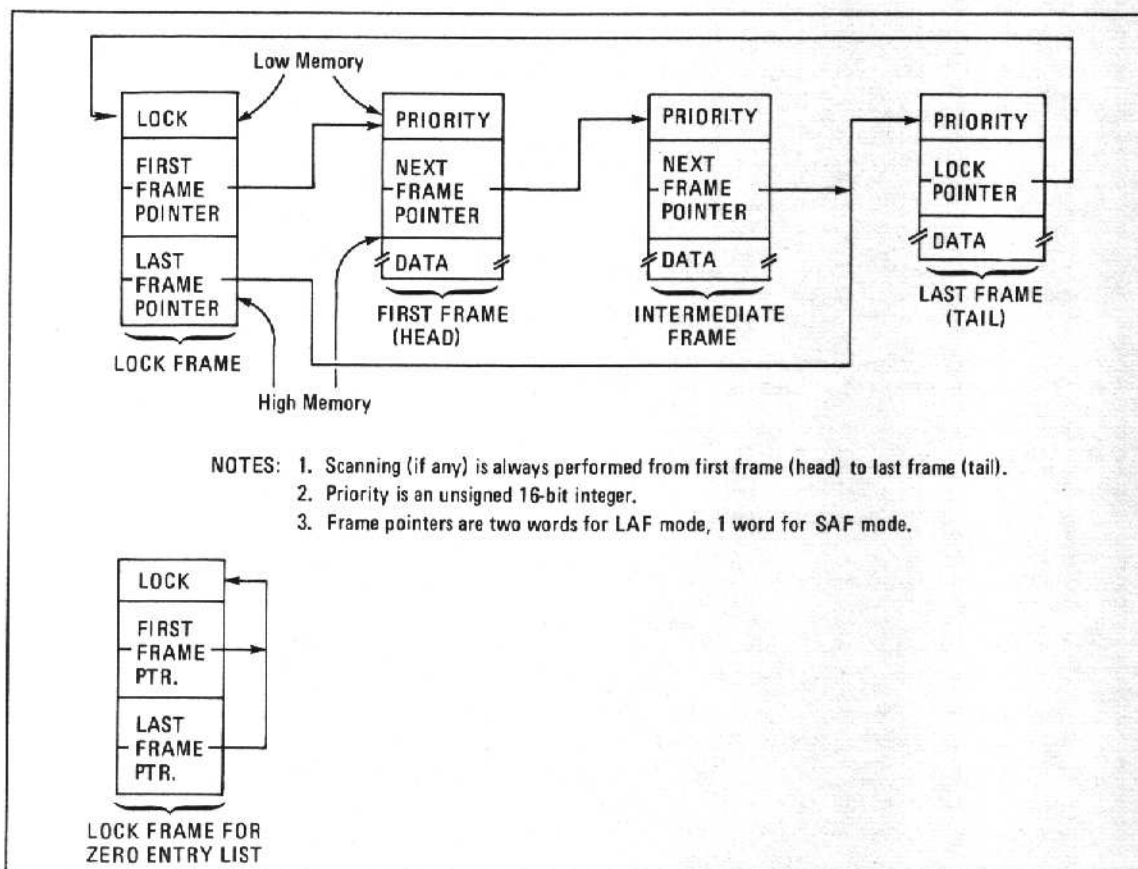 Low Memory
LOCK
FIRST
FRAME
POINTER
LAST
FRAME
POINTER
LOCK FRAME
PRIORITY
NEXT
FRAME
POINTER
DATA
FIRST FRAME
(HEAD)
PRIORITY
NEXT
FRAME
POINTER
DATA
INTERMEDIATE
FRAME
PRIORITY
LOCK
POINTER
DATA
LAST FRAME
(TAIL)
High Memory
NOTES: 1. Scanning (if any) is always performed from first frame (head) to last frame (tail).
2. Priority is an unsigned 16-bit integer.
3. Frame pointers are two words for LAF mode, 1 word for SAF mode.
LOCK
FIRST
FRAME
PTR.
LAST
FRAME
PTR.
LOCK FRAME FOR
ZERO ENTRY LIST